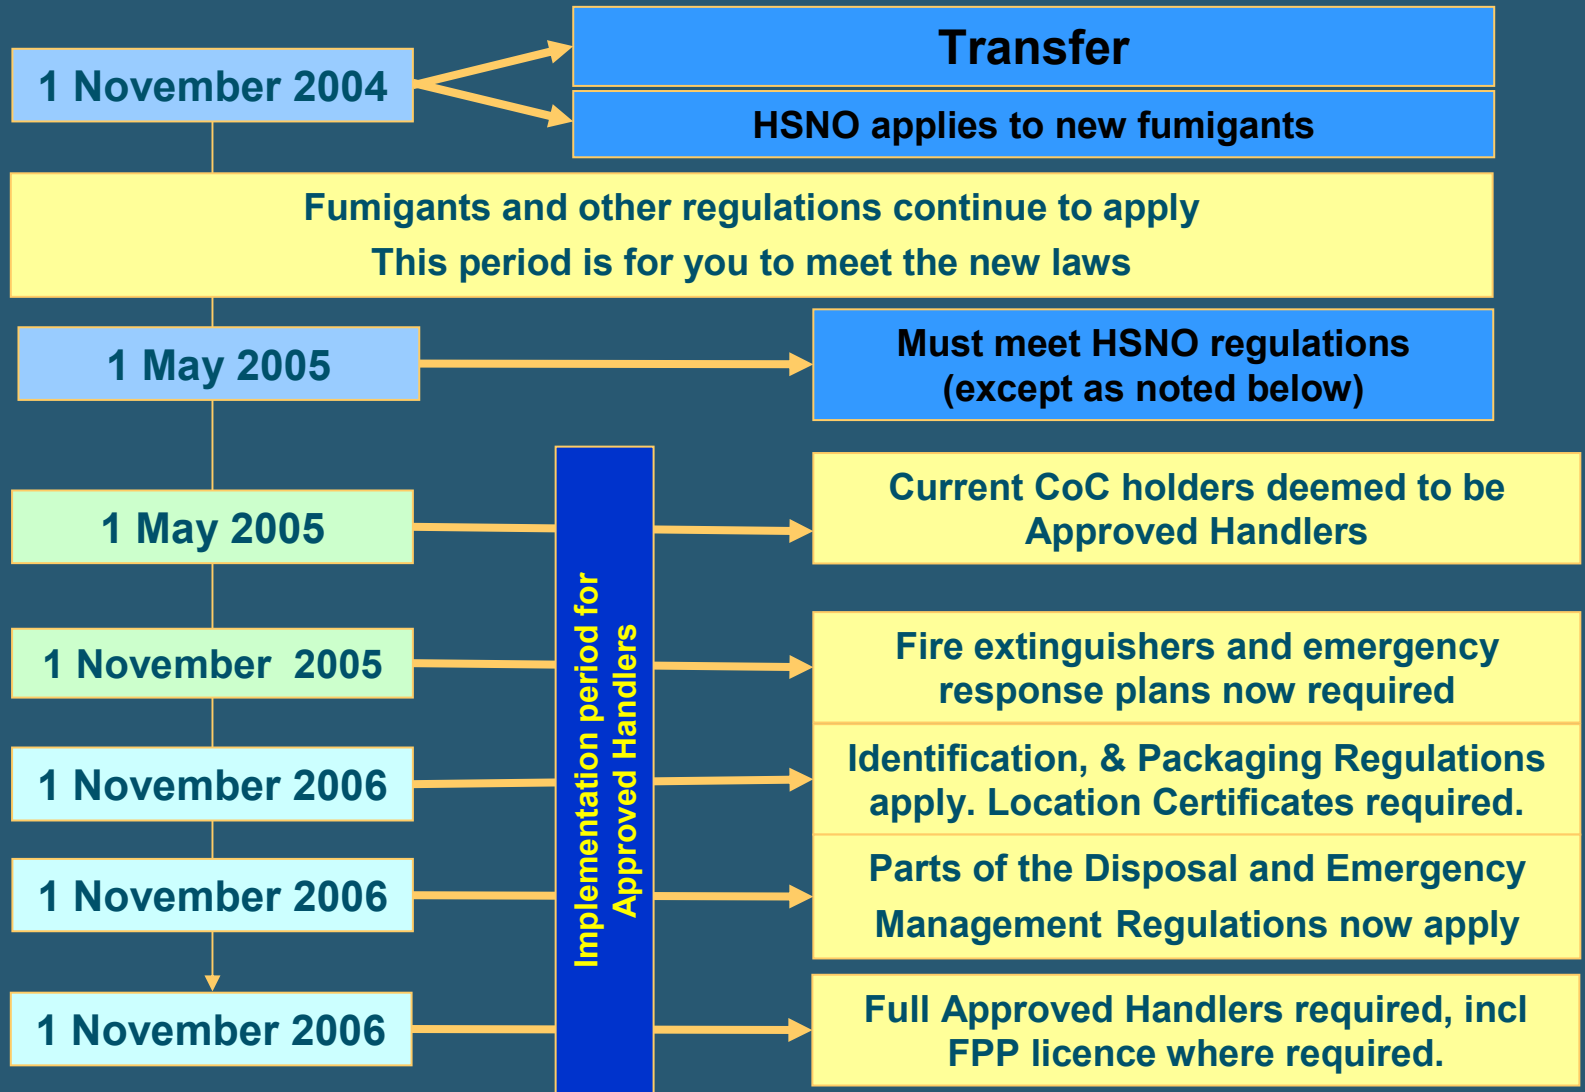 1 November 2004
Transfer
HSNO applies to new fumigants
Fumigants and other regulations continue to apply
This period is for you to meet the new laws
1 May 2005
Must meet HSNO regulations
(except as noted below)
Implementation period for
Approved Handlers
1 May 2005
Current CoC holders deemed to be
Approved Handlers
1 November 2005
Fire extinguishers and emergency
response plans now required
1 November 2006
Identification, & Packaging Regulations
apply. Location Certificates required.
1 November 2006
Parts of the Disposal and Emergency
Management Regulations now apply
1 November 2006
Full Approved Handlers required, incl
FPP licence where required.